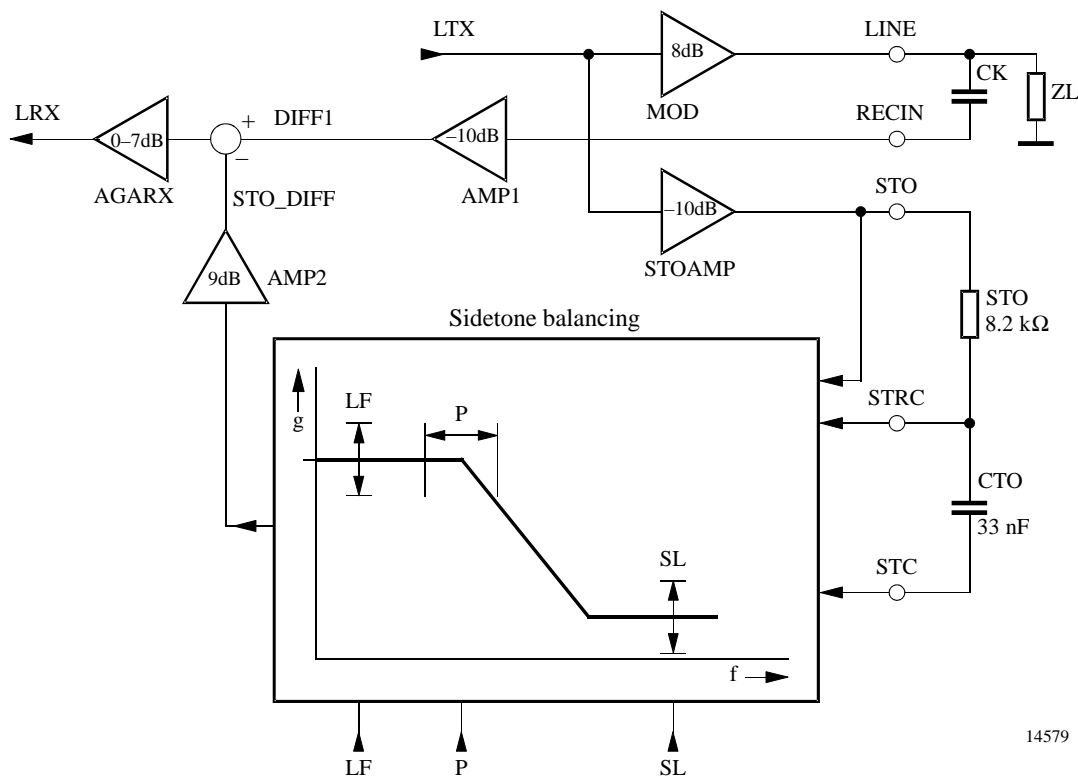 LTX
8dB
MOD
LINE
CK
ZL
LRX
0–7dB
AGARX
+
–
DIFF1
–10dB
AMP1
RECIN
STO_DIFF
–10dB
STOAMP
STO
9dB
AMP2
STO
8.2 kΩ
Sidetone balancing
g
LF
P
SL
f
STRC
CTO
33 nF
STC
LF
P
SL
14579